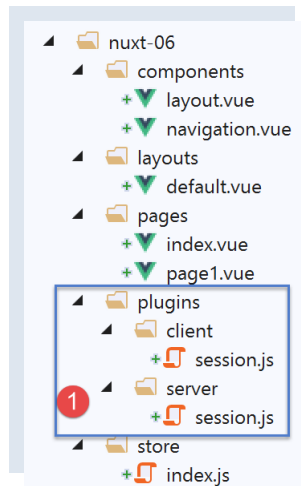 nuxt-06
components
layout.vue
navigation.vue
layouts
default.vue
pages
index.vue
page1.vue
plugins
client
session.js
server
1
session.js
store
index.js